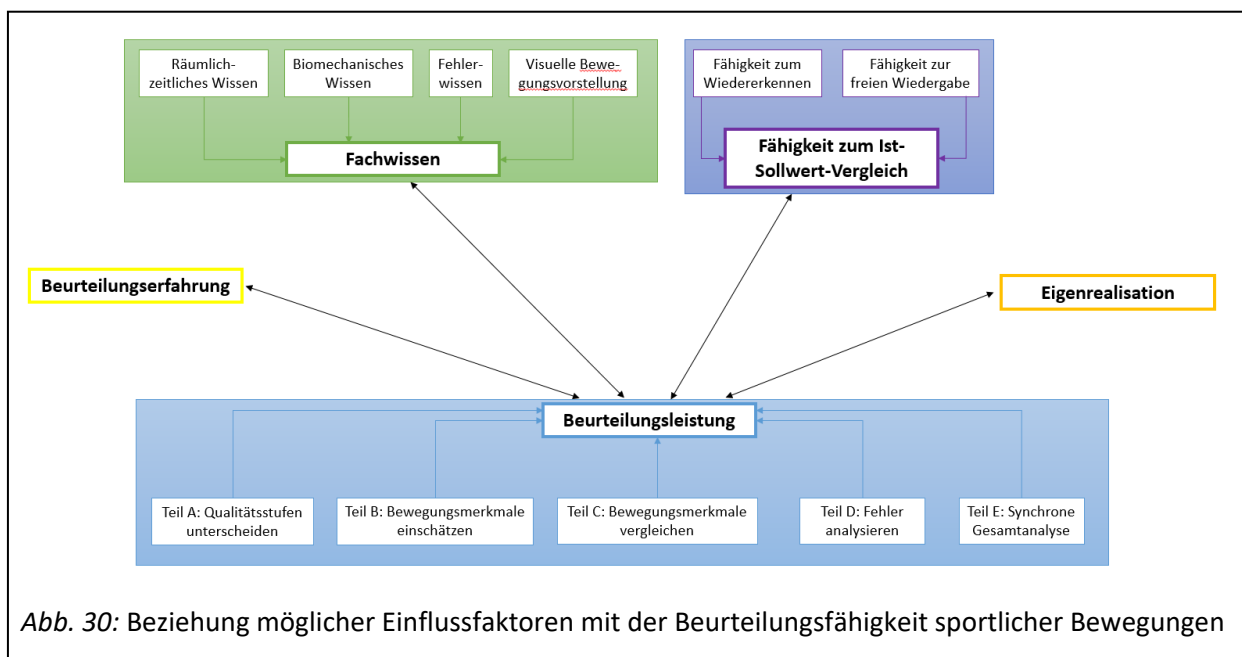 Räumlich-
zeitliches Wissen
Biomechanisches
Wissen
Fehler-
wissen
Visuelle Bewe-
gungsvorstellung
Fachwissen
Fähigkeit zum
Wiedererkennen
Fähigkeit zur
freien Wiedergabe
Fähigkeit zum Ist-
Sollwert-Vergleich
Beurteilungserfahrung
Eigenrealisation
Beurteilungsleistung
Teil A: Qualitätsstufen
unterscheiden
Teil B: Bewegungsmerkmale
einschätzen
Teil C: Bewegungsmerkmale
vergleichen
Teil D: Fehler
analysieren
Teil E: Synchrone
Gesamtanalyse
Abb. 30: Beziehung möglicher Einflussfaktoren mit der Beurteilungsfähigkeit sportlicher Bewegungen